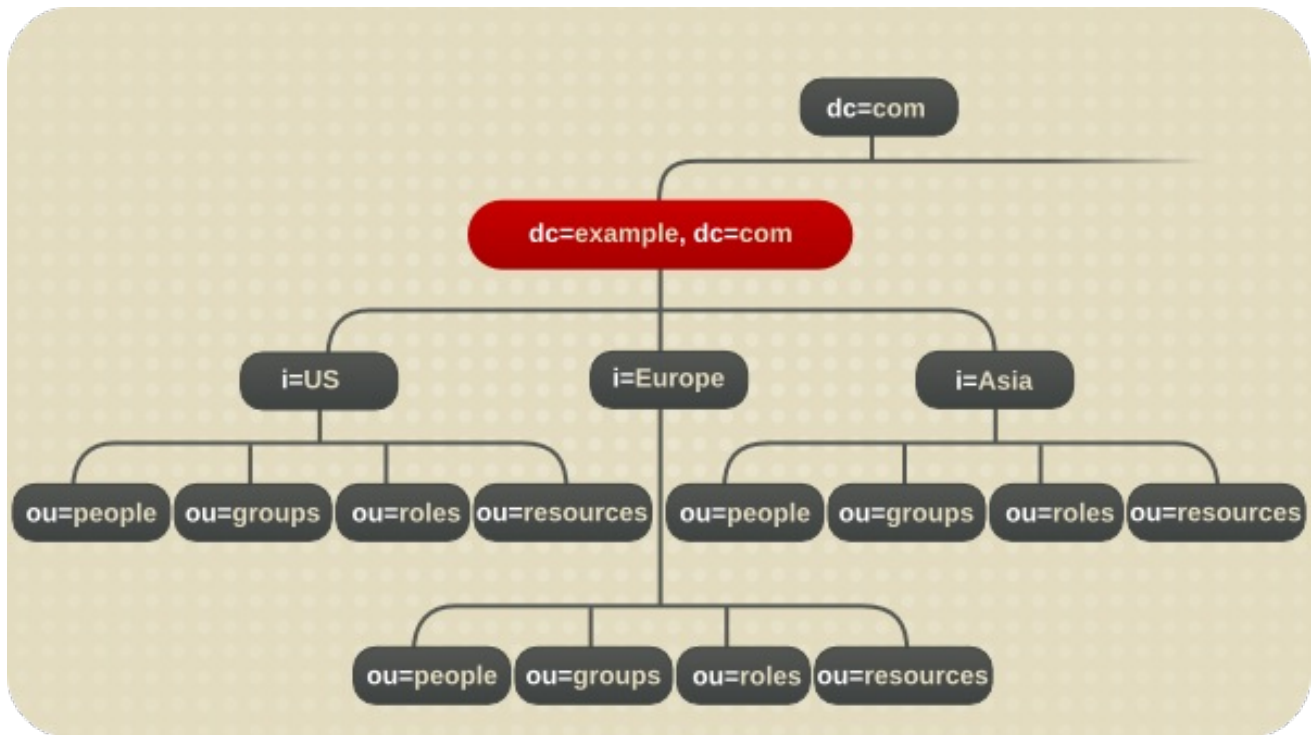 dc=com
dc=example, dc=com
i=US
i=Europe
i=Asia
ou=people
ou=groups
ou=roles
ou=resources
ou=people
ou=groups
ou=roles
ou=resources
ou=people
ou=groups
ou=roles
ou=resources